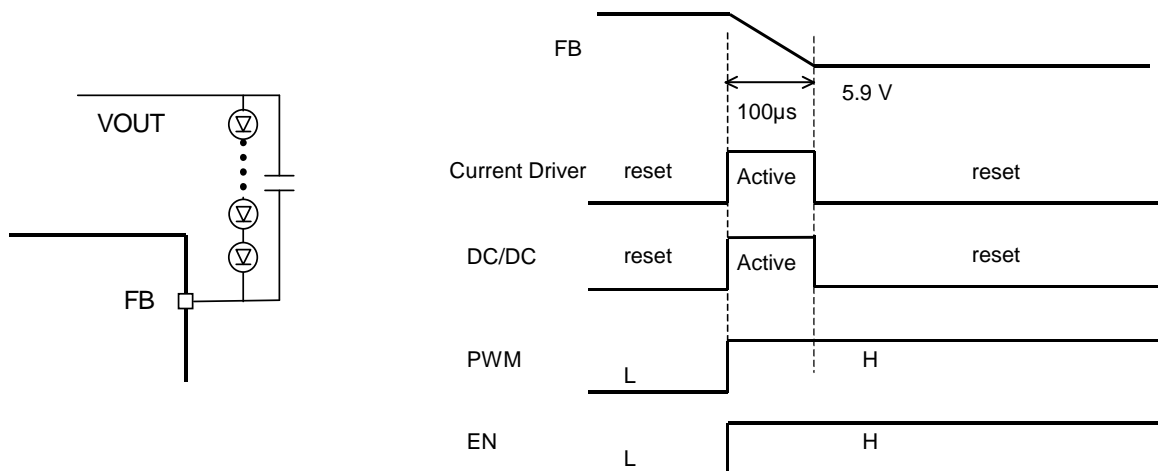 VOUT
FB
FB
100µs
5.9 V
Current Driver reset Active reset
DC/DC reset Active reset
PWM L H
EN L H